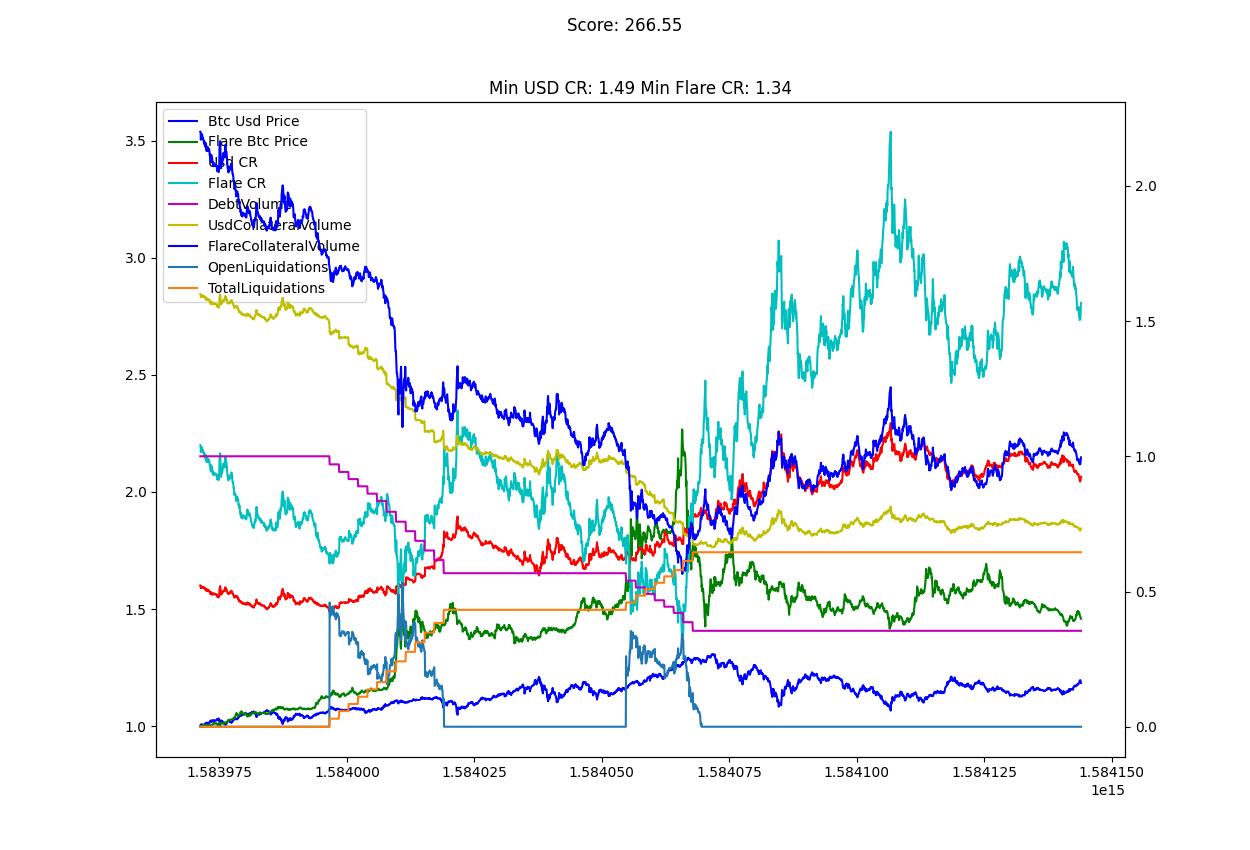 Score: 266.55
Min USD CR: 1.49 Min Flare CR: 1.34
Btc Usd Price
Flare Btc Price
Usd CR
Flare CR
DebtVolume
UsdCollateralVolume
FlareCollateralVolume
OpenLiquidations
TotalLiquidations
3.5
3.0
2.5
2.0
1.5
1.0
2.0
1.5
1.0
0.5
0.0
1.583975 1.584000 1.584025 1.584050 1.584075 1.584100 1.584125 1.584150
1e15